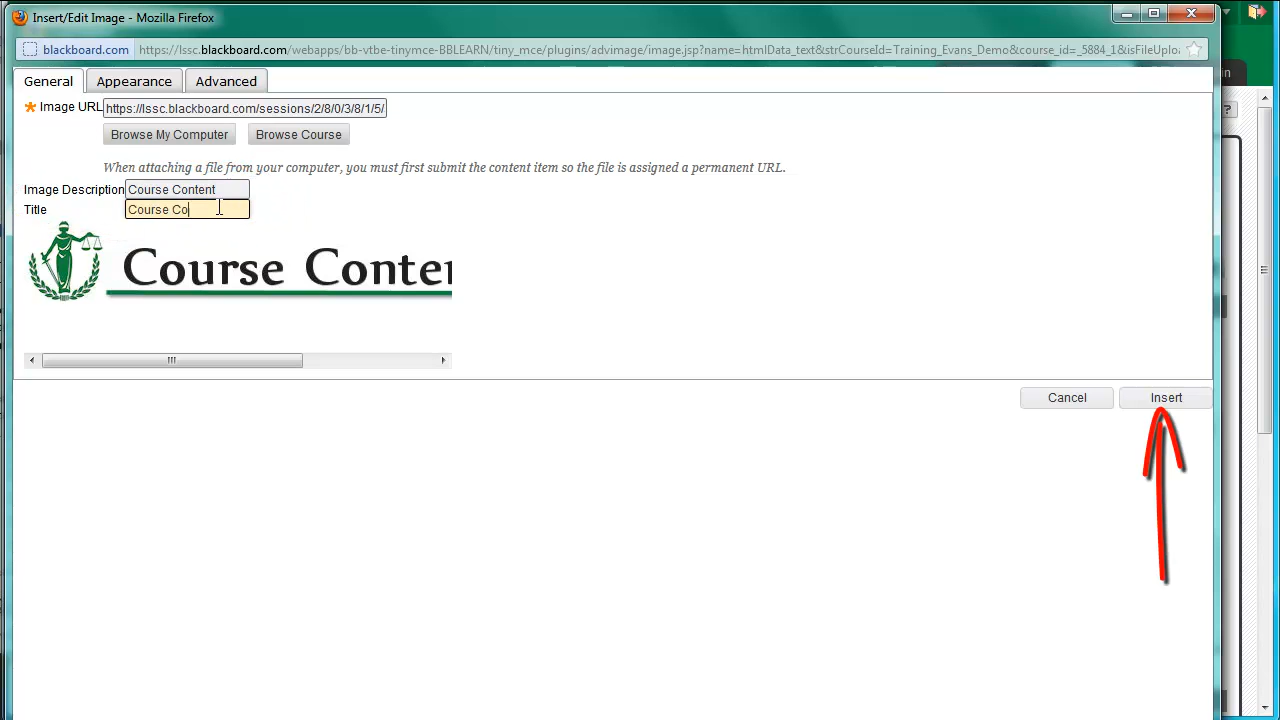 Insert/Edit Image - Mozilla Firefox
blackboard.com https://lssc.blackboard.com/webapps/bb-vtbe-tinymce-BBLEARN/tiny_mce/plugins/advimage/image.jsp?name=htmlData_text&strCourseId=Training_Evans_Demo&course_id=_5884_1&isFileUplo
General Appearance Advanced
* Image URL https://lssc.blackboard.com/sessions/2/8/0/3/8/1/5/
Browse My Computer Browse Course
?
When attaching a file from your computer, you must first submit the content item so the file is assigned a permanent URL.
Image Description Course Content
Title Course Co
Course Conte
Cancel Insert